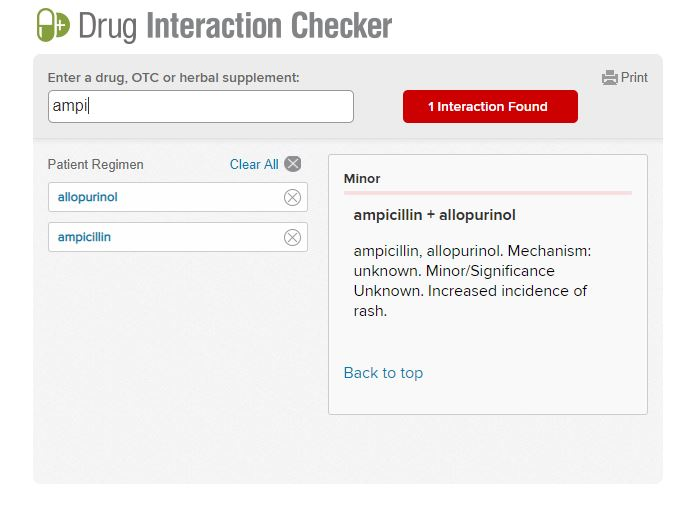 Drug Interaction Checker
Enter a drug, OTC or herbal supplement:
Print
ampi
1 Interaction Found
Patient Regimen
Clear All
allopurinol
ampicillin
Minor
ampicillin + allopurinol
ampicillin, allopurinol. Mechanism:
unknown. Minor/Significance
Unknown. Increased incidence of
rash.
Back to top